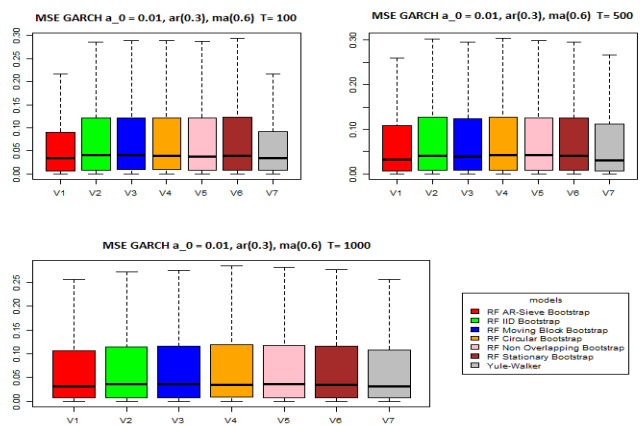 MSE GARCH a_0 = 0.01, ar(0.3), ma(0.6) T= 100
0.00 0.05 0.10 0.15 0.20 0.25 0.30
V1 V2 V3 V4 V5 V6 V7
MSE GARCH a_0 = 0.01, ar(0.3), ma(0.6) T= 500
0.00 0.10 0.20 0.30
V1 V2 V3 V4 V5 V6 V7
MSE GARCH a_0 = 0.01, ar(0.3), ma(0.6) T= 1000
0.00 0.05 0.10 0.15 0.20 0.25
V1 V2 V3 V4 V5 V6 V7
models
RF AR-Sieve Bootstrap
RF IID Bootstrap
RF Moving Block Bootstrap
RF Circular Bootstrap
RF Non Overlapping Bootstrap
RF Stationary Bootstrap
Yule-Walker